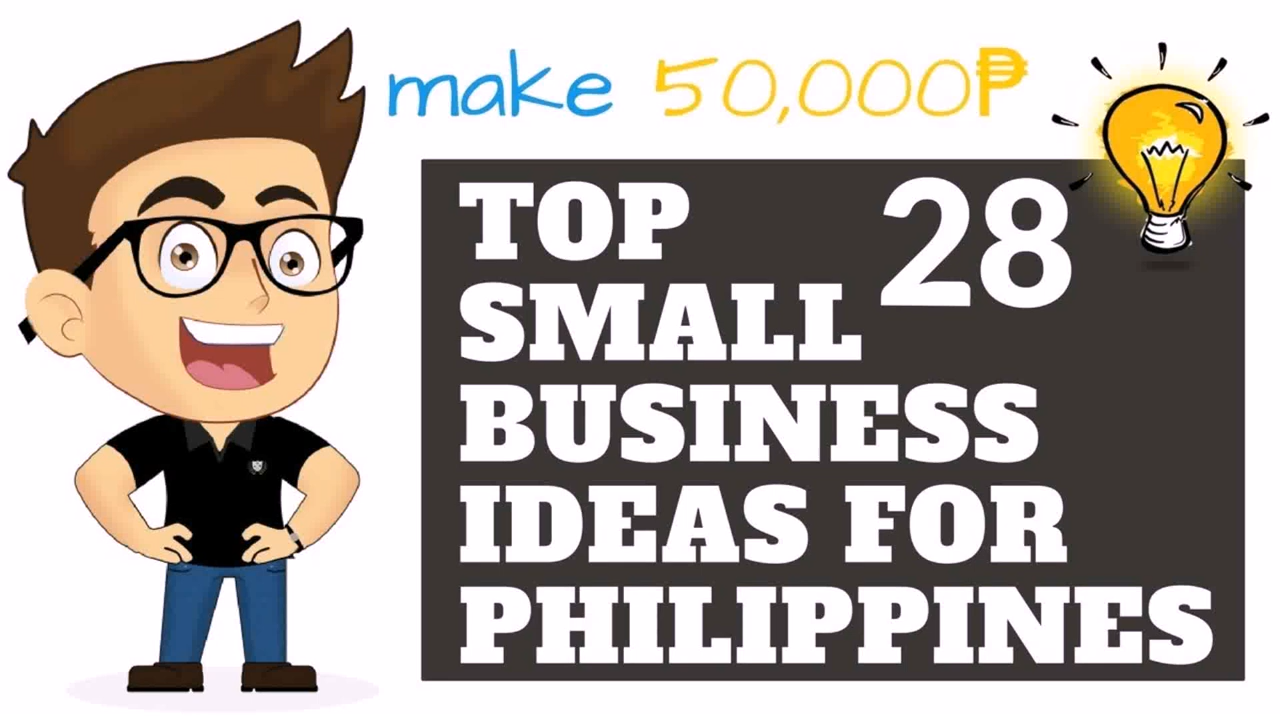 make 50,000₱
TOP 28
SMALL
BUSINESS
IDEAS FOR
PHILIPPINES